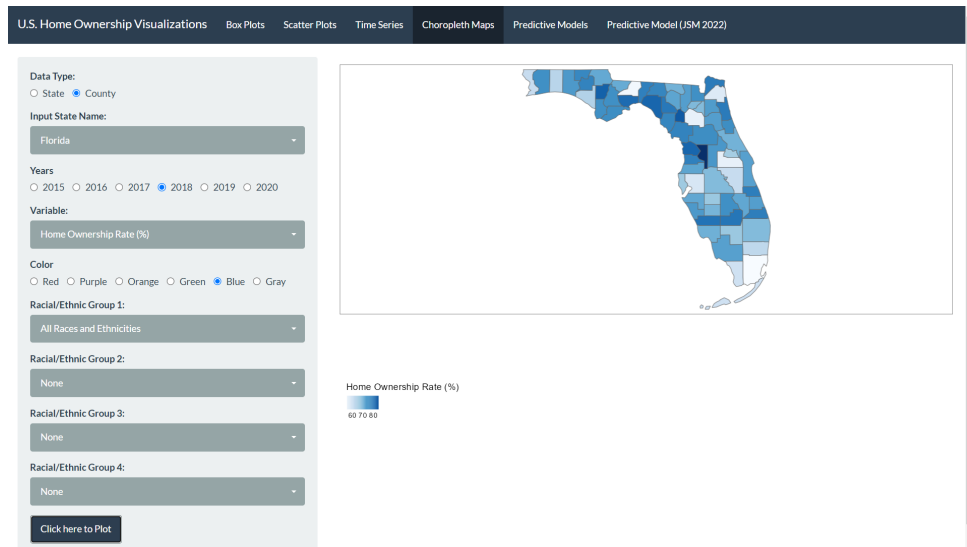 U.S. Home Ownership Visualizations Box Plots Scatter Plots Time Series Choropleth Maps Predictive Models Predictive Model (JSM 2022)
Data Type:
State County
Input State Name:
Florida
Years
2015 2016 2017 2018 2019 2020
Variable:
Home Ownership Rate (%)
Color
Red Purple Orange Green Blue Gray
Racial/Ethnic Group 1:
All Races and Ethnicities
Racial/Ethnic Group 2:
None
Racial/Ethnic Group 3:
None
Racial/Ethnic Group 4:
None
Click here to Plot
Home Ownership Rate (%)
60 70 80